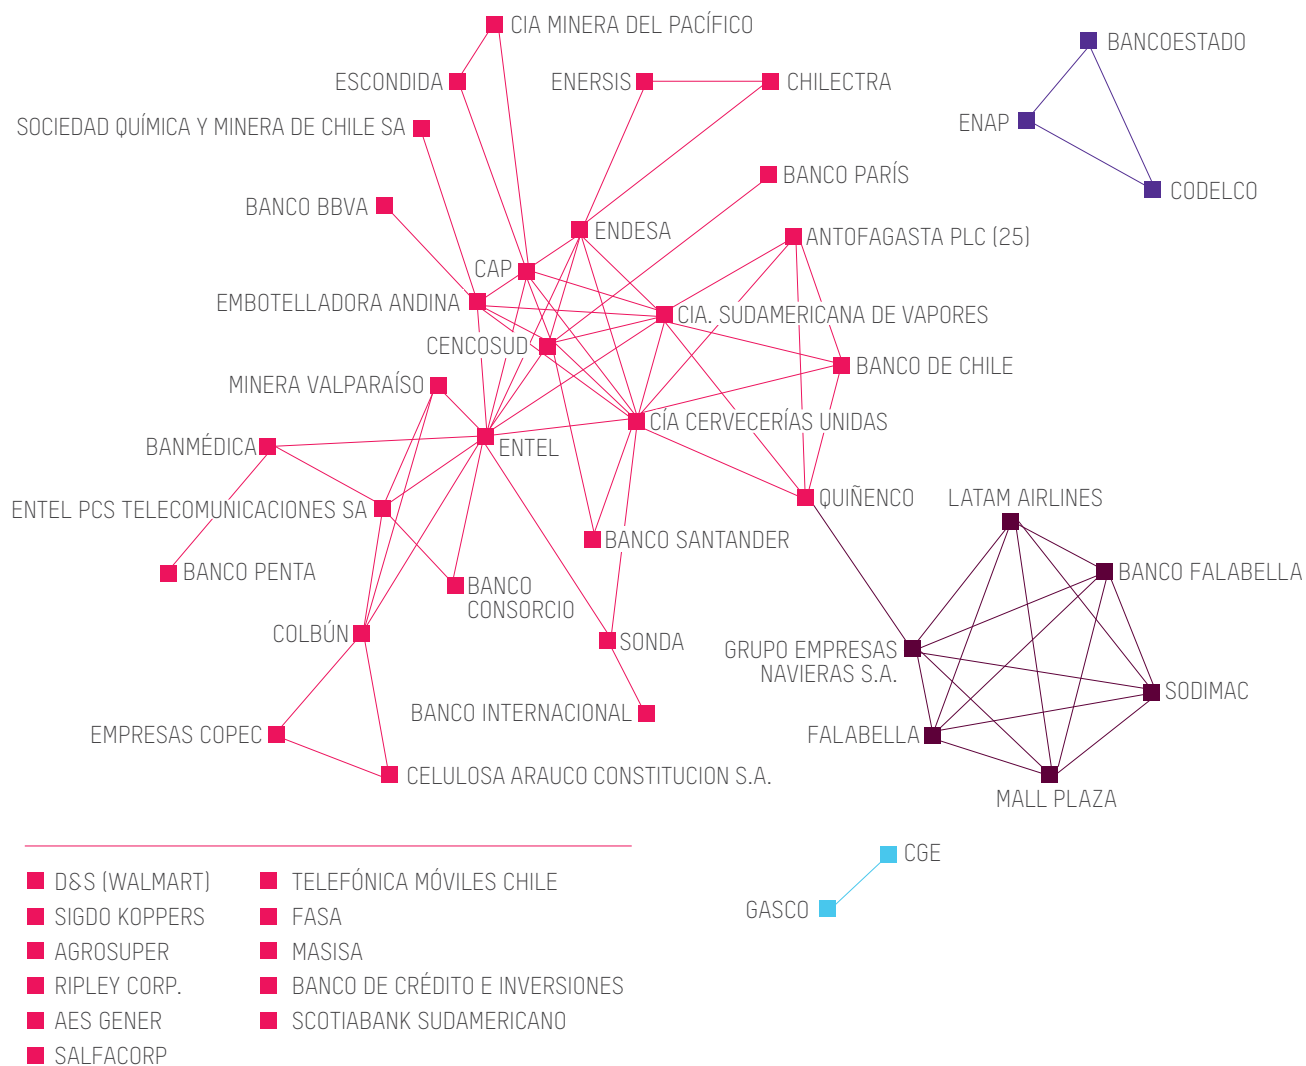 CIA MINERA DEL PACÍFICO
BANCOESTADO
ESCONDIDA
ENERSIS
CHILECTRA
SOCIEDAD QUÍMICA Y MINERA DE CHILE SA
ENAP
BANCO PARÍS
CODELCO
BANCO BBVA
ENDESA
ANTOFAGASTA PLC (25)
CAP
EMBOTELLADORA ANDINA
CIA. SUDAMERICANA DE VAPORES
CENCOSUD
BANCO DE CHILE
MINERA VALPARAÍSO
CÍA CERVECERÍAS UNIDAS
BANMÉDICA
ENTEL
QUIÑENCO
LATAM AIRLINES
ENTEL PCS TELECOMUNICACIONES SA
BANCO SANTANDER
BANCO PENTA
BANCO FALABELLA
BANCO
CONSORCIO
COLBÚN
SONDA
GRUPO EMPRESAS
NAVIERAS S.A.
SODIMAC
BANCO INTERNACIONAL
EMPRESAS COPEC
FALABELLA
CELULOSA ARAUCO CONSTITUCION S.A.
MALL PLAZA
CGE
GASCO
D&S (WALMART)
SIGDO KOPPERS
AGROSUPER
RIPLEY CORP.
AES GENER
SALFACORP
TELEFÓNICA MÓVILES CHILE
FASA
MASISA
BANCO DE CRÉDITO E INVERSIONES
SCOTIABANK SUDAMERICANO